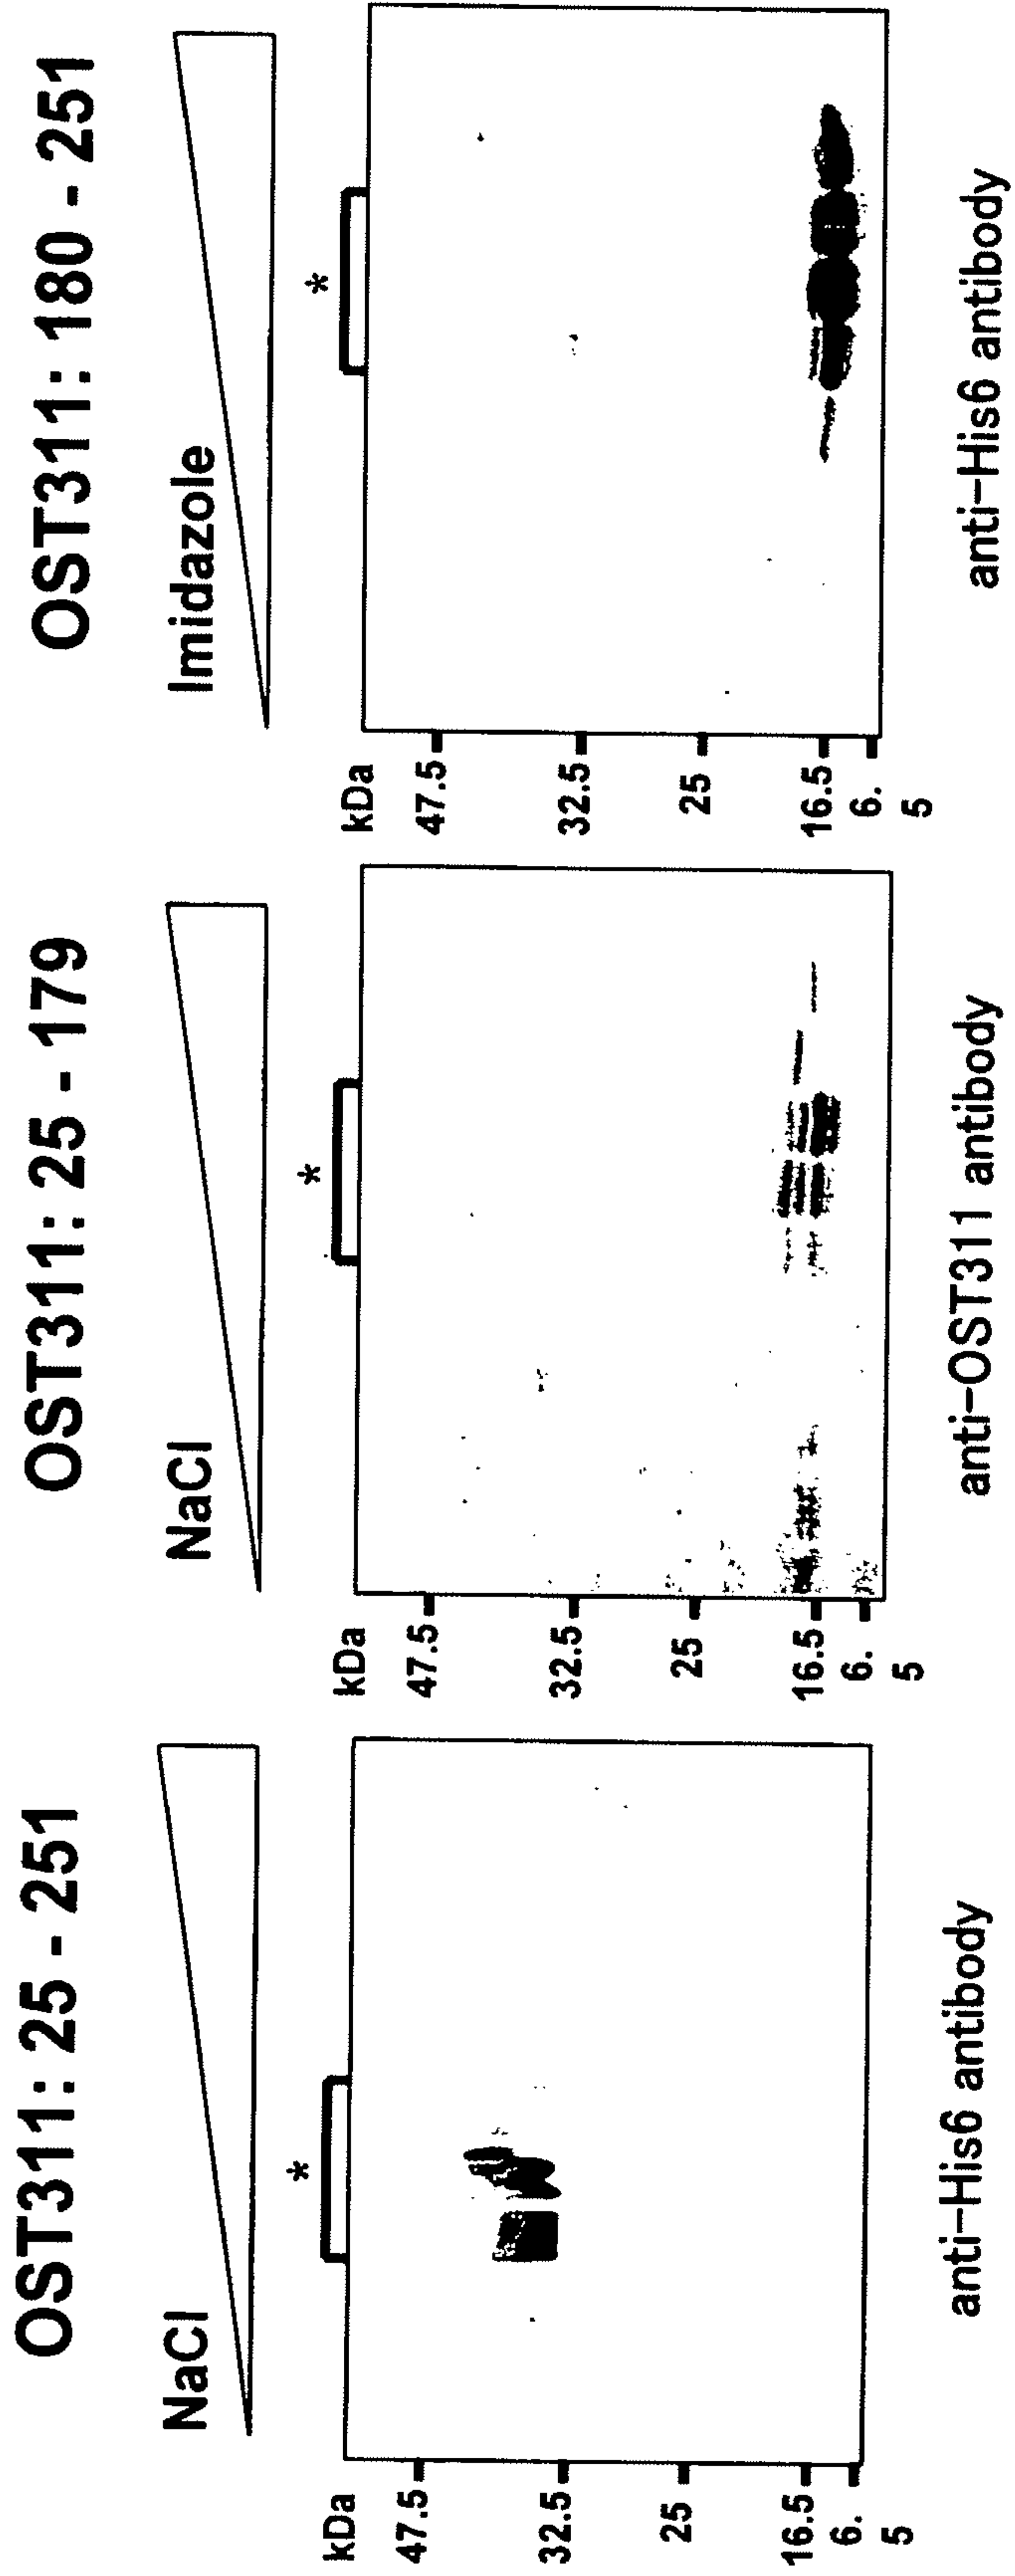 OST311: 25 - 251
NaCl
*
kDa
47.5
32.5
25
16.5
6.
5
anti-His6 antibody
OST311: 25 - 179
NaCl
*
kDa
47.5
32.5
25
16.5
6.
5
anti-OST311 antibody
OST311: 180 - 251
Imidazole
*
kDa
47.5
32.5
25
16.5
6.
5
anti-His6 antibody